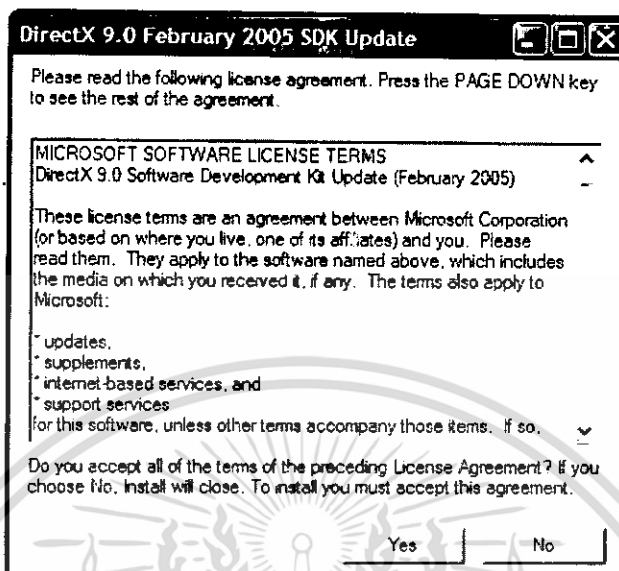 DirectX 9.0 February 2005 SDK Update
Please read the following license agreement. Press the PAGE DOWN key
to see the rest of the agreement.
MICROSOFT SOFTWARE LICENSE TERMS
DirectX 9.0 Software Development Kit Update (February 2005)
These license terms are an agreement between Microsoft Corporation
(or based on where you live, one of its affiliates) and you. Please
read them. They apply to the software named above, which includes
the media on which you received it, if any. The terms also apply to
Microsoft:
* updates,
* supplements,
* internet-based services, and
* support services
for this software, unless other terms accompany those items. If so,
Do you accept all of the terms of the preceding License Agreement? If you
choose No, Install will close. To install you must accept this agreement.
Yes No